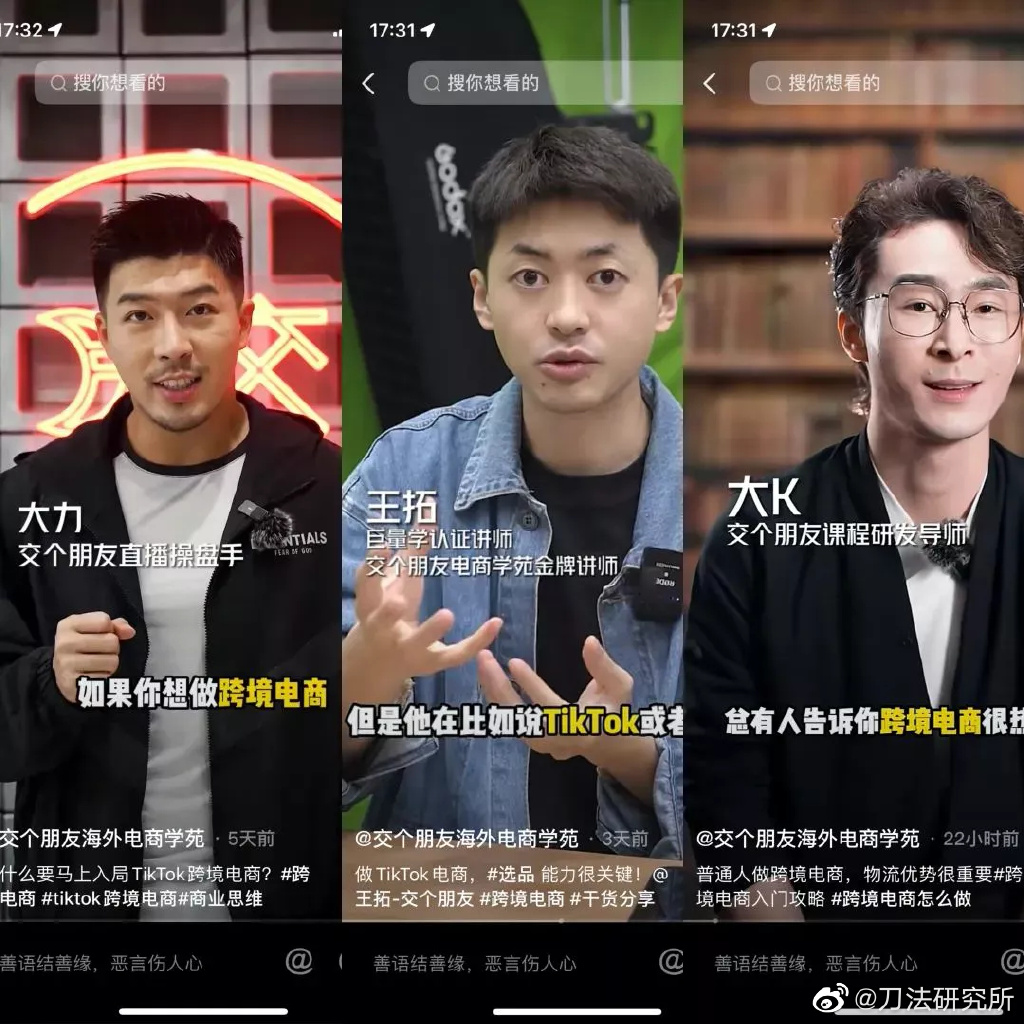 17:32
搜你想看的
大力
交个朋友直播操盘手
NTIALS
FEAR OF GOD
如果你想做跨境电商
交个朋友海外电商学苑 · 5天前
什么要马上入局TikTok跨境电商？#跨
电商 #tiktok跨境电商#商业思维
善语结善缘，恶言伤人心
@
17:31
搜你想看的
Godox
王拓
巨量学认证讲师
交个朋友电商学苑金牌讲师
RODE
但是他在比如说TikTok或者
@交个朋友海外电商学苑 · 3天前
做TikTok电商，#选品 能力很关键！@
王拓-交个朋友 #跨境电商 #干货分享
善语结善缘，恶言伤人心
@
17:31
搜你想看的
大K
交个朋友课程研发导师
总有人告诉你跨境电商很热
@交个朋友海外电商学苑 · 22小时前
普通人做跨境电商，物流优势很重要#跨
境电商入门攻略 #跨境电商怎么做
善语结善缘，恶言伤人心
@
@刀法研究所